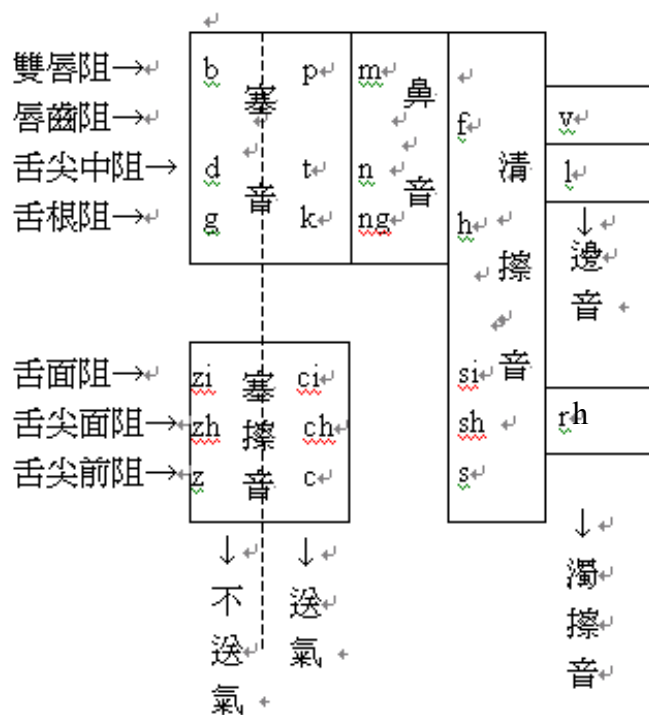 雙唇阻→ b p m
唇齒阻→ f v
舌尖中阻→ d t n l
舌根阻→ g k ng h
塞音
鼻音
清擦音
↓
邊音
舌面阻→ zi ci si
舌尖面阻→ zh ch sh rh
舌尖前阻→ z c s
塞擦音
↓ ↓ ↓
不送氣
送氣
濁擦音